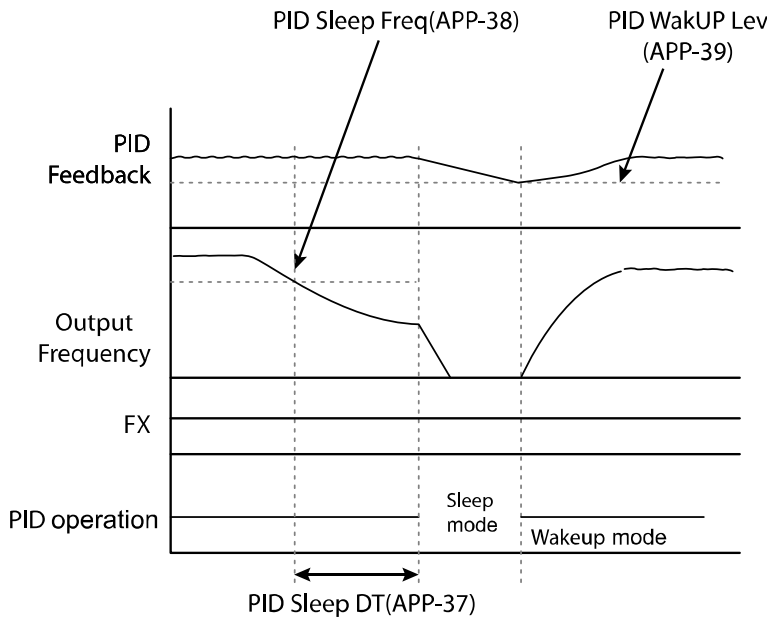 PID Sleep Freq(APP-38)
PID WakUP Lev
(APP-39)
PID
Feedback
Output
Frequency
FX
PID operation
Sleep
mode
Wakeup mode
PID Sleep DT(APP-37)